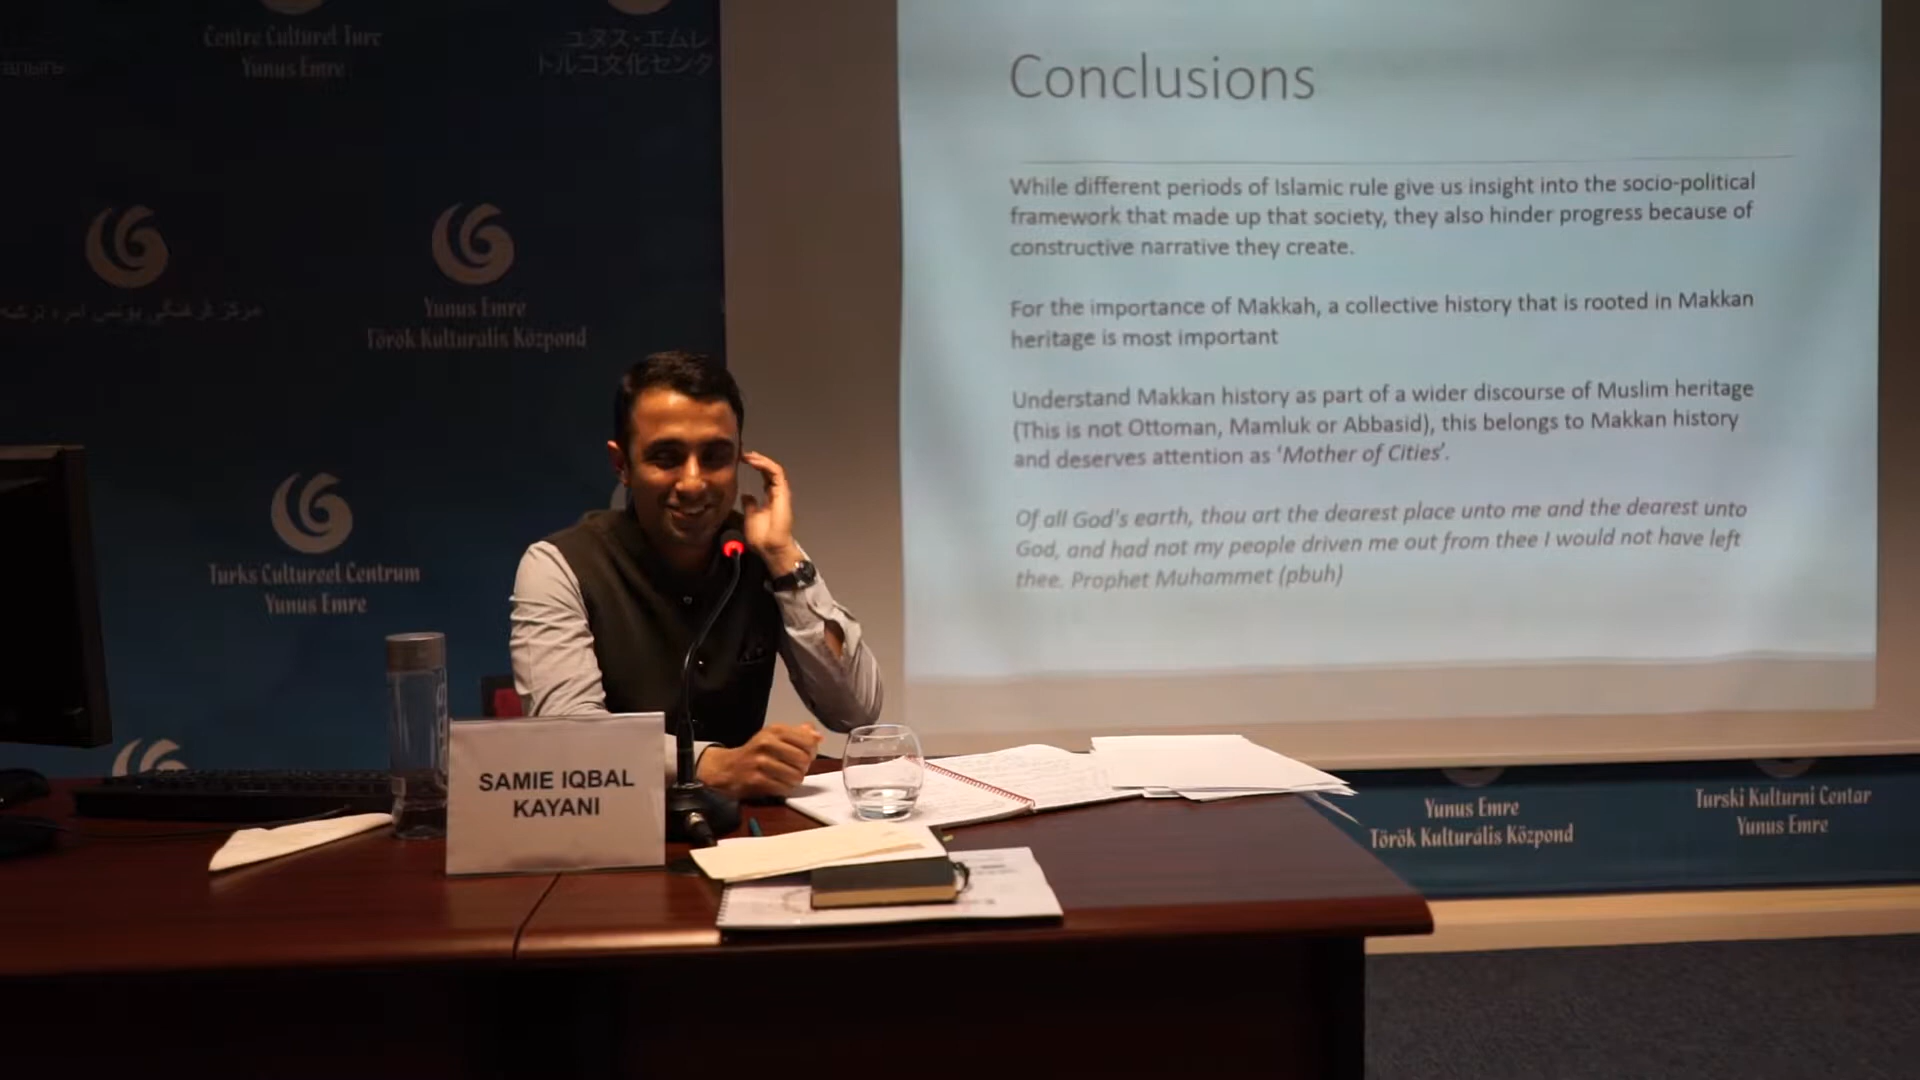 Centre Culturel Turc
Yunus Emre
ユヌス・エムレ
トルコ文化センタ
Yunus Emre
Török Kulturális Központ
Turks Cultureel Centrum
Yunus Emre
Conclusions
While different periods of Islamic rule give us insight into the socio-political
framework that made up that society, they also hinder progress because of
constructive narrative they create.
For the importance of Makkah, a collective history that is rooted in Makkan
heritage is most important
Understand Makkan history as part of a wider discourse of Muslim heritage
(This is not Ottoman, Mamluk or Abbasid), this belongs to Makkan history
and deserves attention as ‘Mother of Cities’.
Of all God's earth, thou art the dearest place unto me and the dearest unto
God, and had not my people driven me out from thee I would not have left
thee. Prophet Muhammet (pbuh)
SAMIE IQBAL
KAYANI
Yunus Emre
Török Kulturális Központ
Turski Kulturni Centar
Yunus Emre